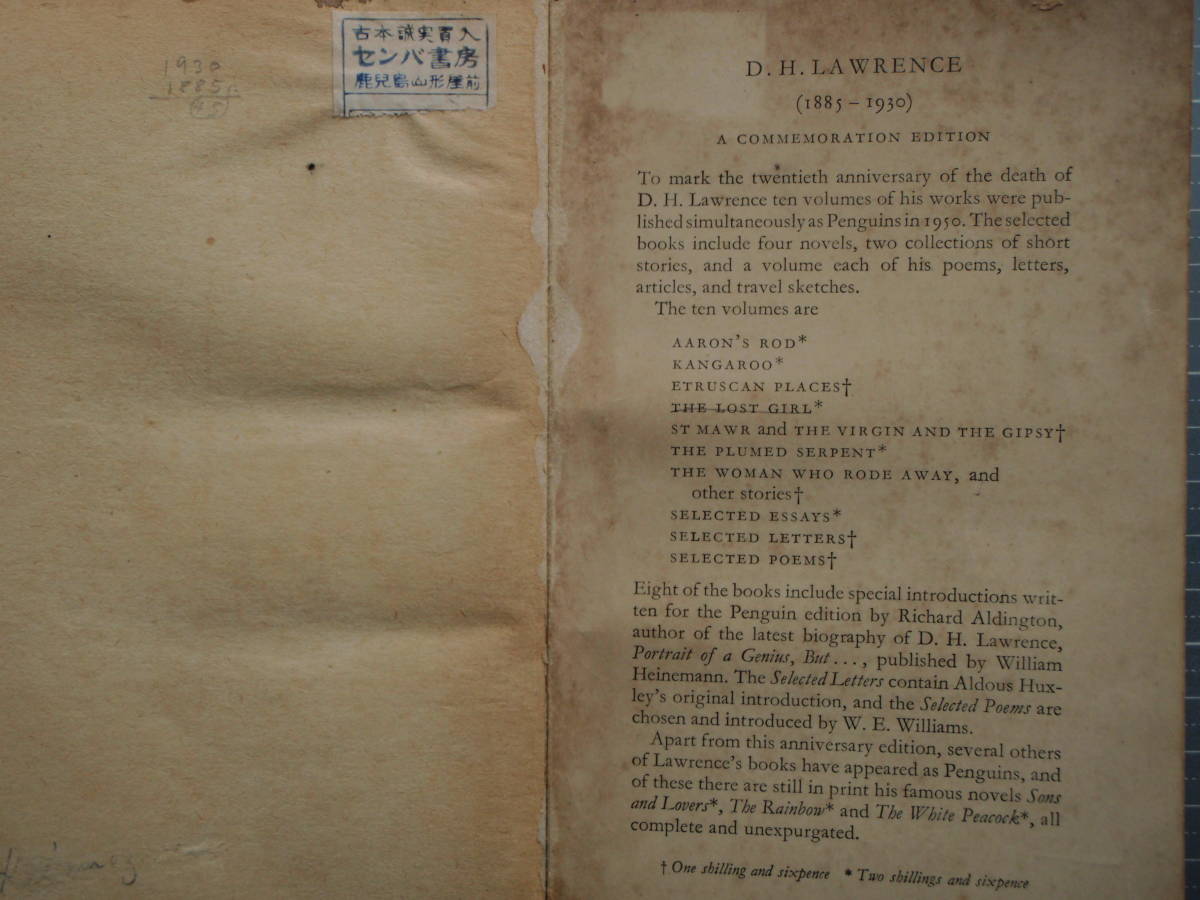 1930
1885
45
古本誠実買入
センバ書房
鹿児島山形屋前
D. H. LAWRENCE
(1885 – 1930)
A COMMEMORATION EDITION
To mark the twentieth anniversary of the death of
D. H. Lawrence ten volumes of his works were pub-
lished simultaneously as Penguins in 1950. The selected
books include four novels, two collections of short
stories, and a volume each of his poems, letters,
articles, and travel sketches.
The ten volumes are
AARON'S ROD*
KANGAROO*
ETRUSCAN PLACES†
THE LOST GIRL*
ST MAWR and THE VIRGIN AND THE GIPSY†
THE PLUMED SERPENT*
THE WOMAN WHO RODE AWAY, and
other stories†
SELECTED ESSAYS*
SELECTED LETTERS†
SELECTED POEMS†
Eight of the books include special introductions writ-
ten for the Penguin edition by Richard Aldington,
author of the latest biography of D. H. Lawrence,
Portrait of a Genius, But . . . , published by William
Heinemann. The Selected Letters contain Aldous Hux-
ley's original introduction, and the Selected Poems are
chosen and introduced by W. E. Williams.
Apart from this anniversary edition, several others
of Lawrence's books have appeared as Penguins, and
of these there are still in print his famous novels Sons
and Lovers*, The Rainbow* and The White Peacock*, all
complete and unexpurgated.
† One shilling and sixpence * Two shillings and sixpence